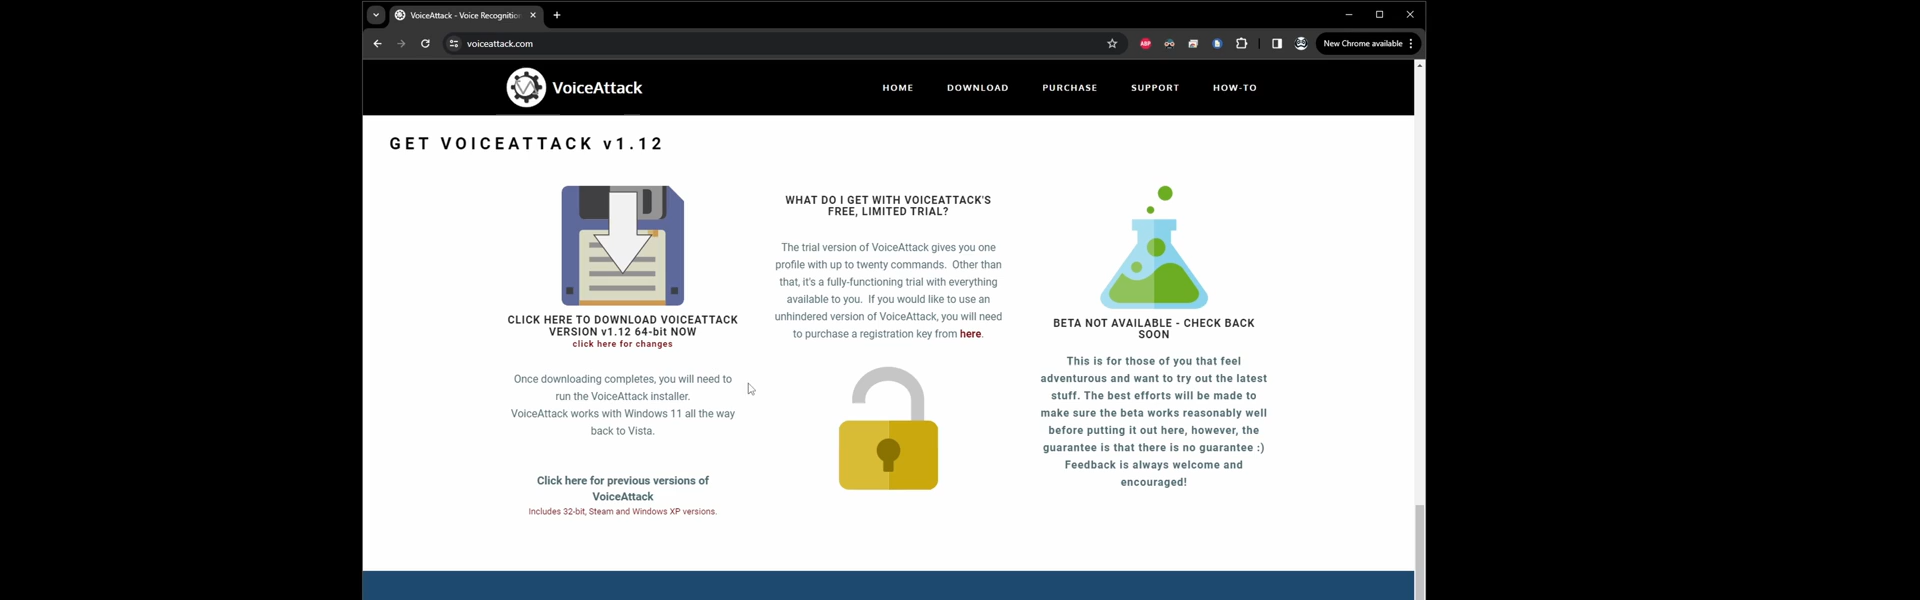 VoiceAttack - Voice Recognitio
voiceattack.com
ABP
New Chrome available
VoiceAttack
HOME
DOWNLOAD
PURCHASE
SUPPORT
HOW-TO
GET VOICEATTACK v1.12
CLICK HERE TO DOWNLOAD VOICEATTACK
VERSION v1.12 64-bit NOW
click here for changes
Once downloading completes, you will need to
run the VoiceAttack installer.
VoiceAttack works with Windows 11 all the way
back to Vista.
Click here for previous versions of
VoiceAttack
Includes 32-bit, Steam and Windows XP versions.
WHAT DO I GET WITH VOICEATTACK'S
FREE, LIMITED TRIAL?
The trial version of VoiceAttack gives you one
profile with up to twenty commands. Other than
that, it's a fully-functioning trial with everything
available to you. If you would like to use an
unhindered version of VoiceAttack, you will need
to purchase a registration key from here.
BETA NOT AVAILABLE - CHECK BACK
SOON
This is for those of you that feel
adventurous and want to try out the latest
stuff. The best efforts will be made to
make sure the beta works reasonably well
before putting it out here, however, the
guarantee is that there is no guarantee :)
Feedback is always welcome and
encouraged!